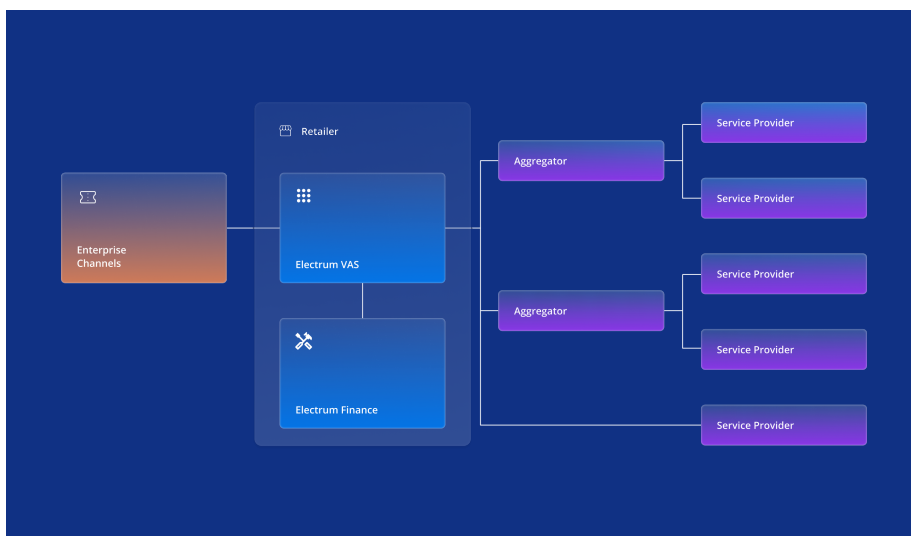 Retailer
Enterprise
Channels
Electrum VAS
Electrum Finance
Aggregator
Aggregator
Service Provider
Service Provider
Service Provider
Service Provider
Service Provider